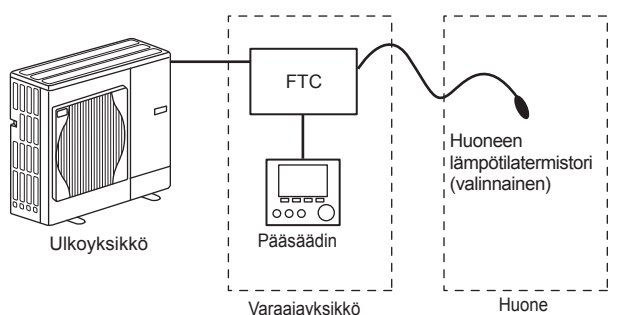 FTC
Huoneen
lämpötilatermistori
(valinnainen)
Ulkoyksikkö
Pääsäädin
Varaajayksikkö
Huone